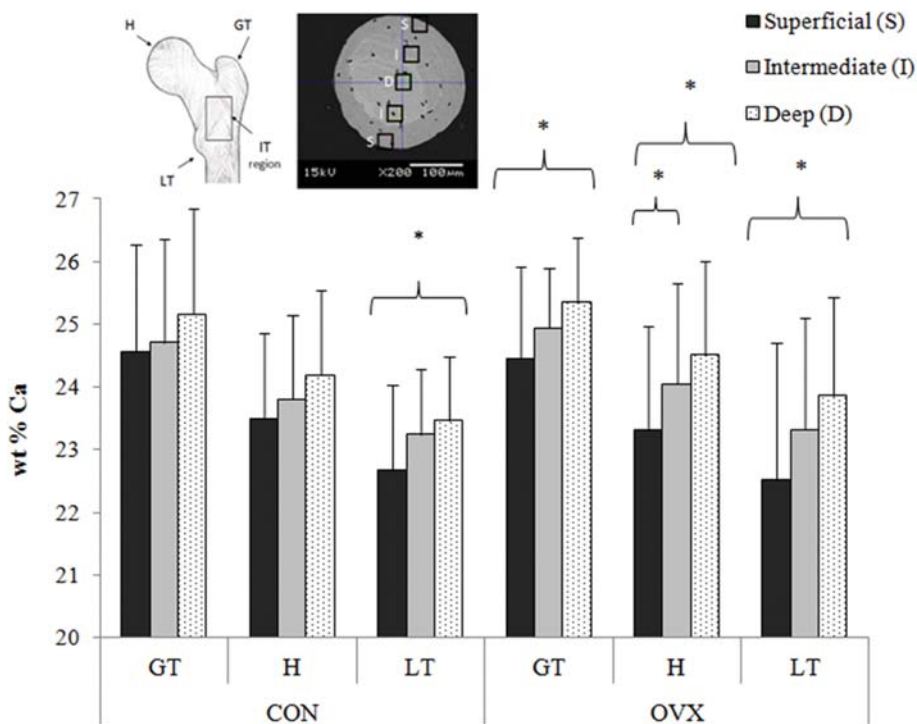 H
GT
IT
region
LT
S
I
D
I
S
15kV X200 100μm
Superficial (S)
Intermediate (I)
Deep (D)
*
*
*
*
*
wt % Ca
27
26
25
24
23
22
21
20
GT H LT GT H LT
CON OVX